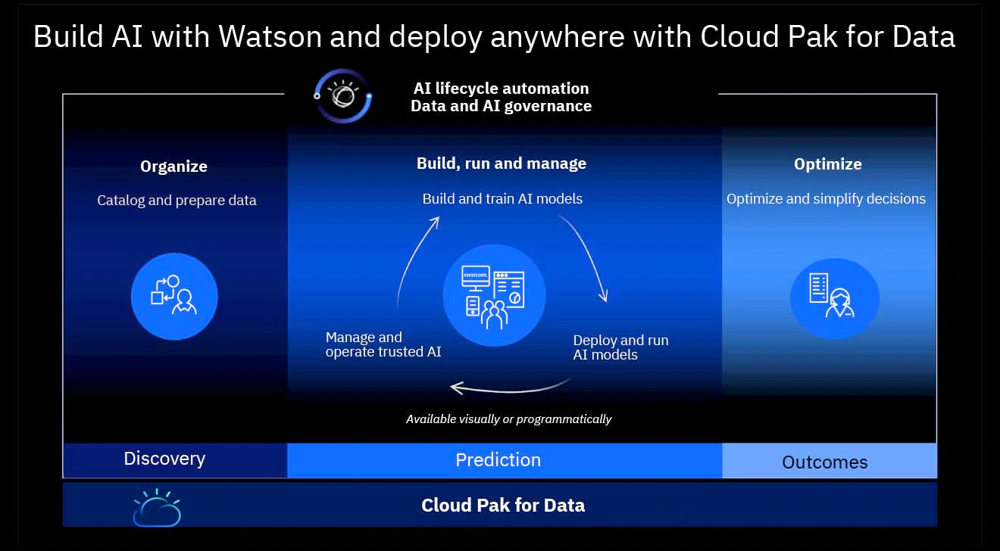 Build AI with Watson and deploy anywhere with Cloud Pak for Data
AI lifecycle automation
Data and AI governance
Organize
Catalog and prepare data
Build, run and manage
Build and train AI models
0101011001
Manage and
operate trusted AI
Deploy and run
AI models
Available visually or programmatically
Optimize
Optimize and simplify decisions
Discovery
Prediction
Outcomes
Cloud Pak for Data